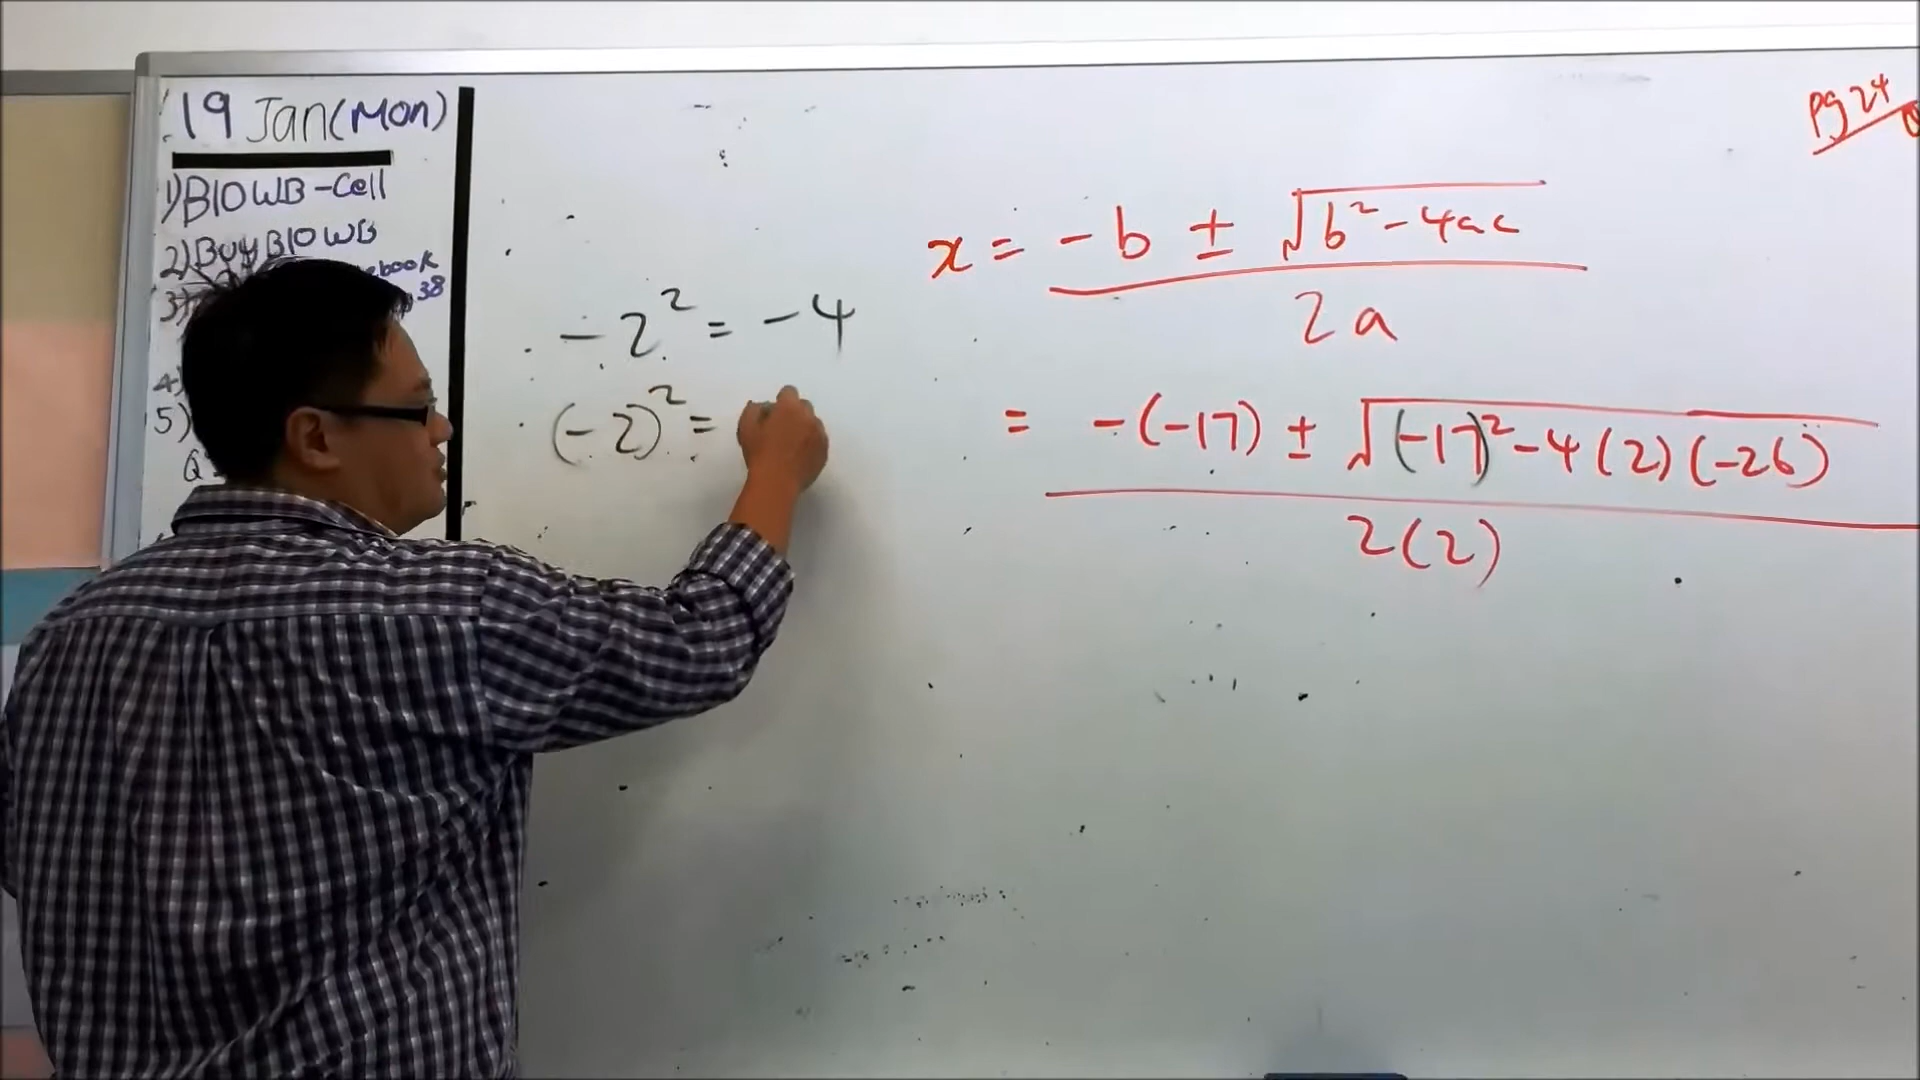 19 Jan (Mon)
1) BIO WB - Cell
2) Buy BIO WB
3)
38
4)
5)
Pg 24
x = -b ± √b² - 4ac
2a
-2² = -4
(-2)² =
= -(-17) ± √(-17)² - 4(2)(-26)
2(2)